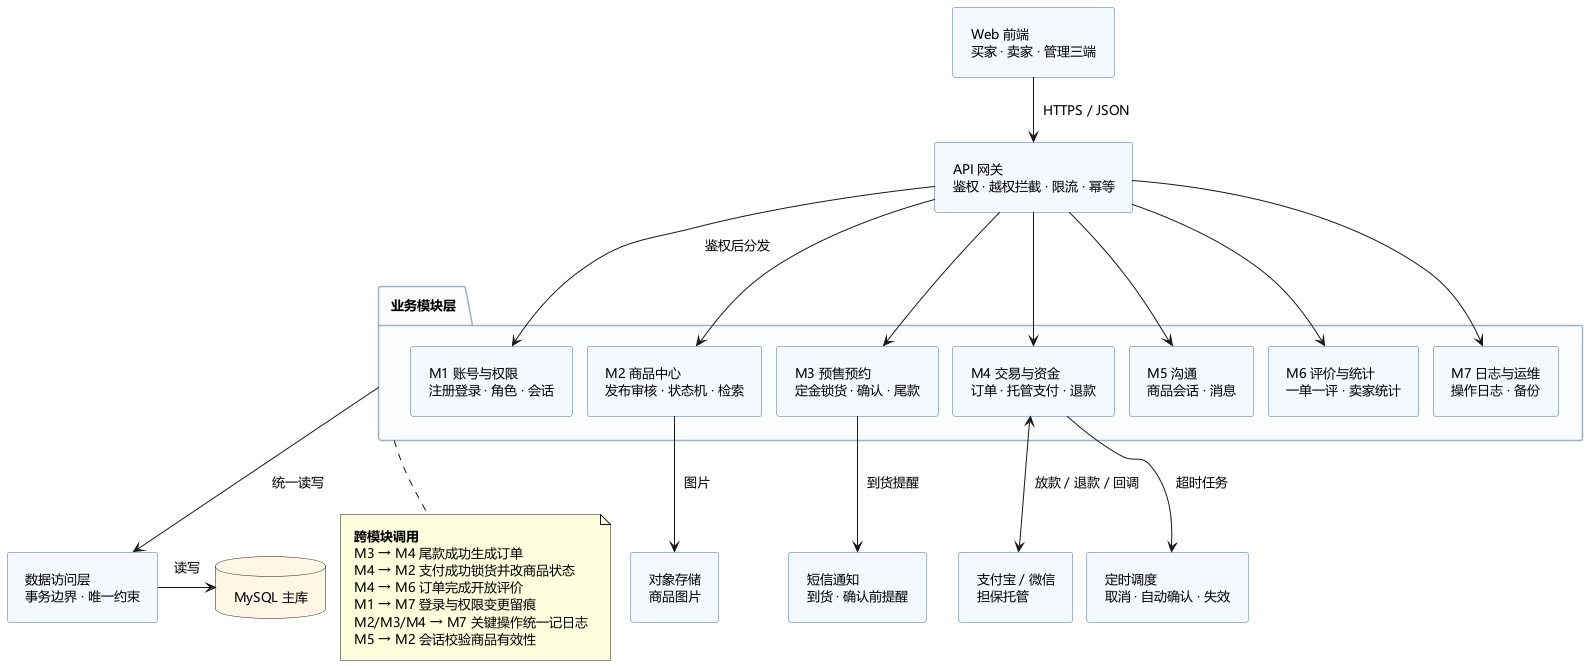 Web 前端
买家 · 卖家 · 管理三端
HTTPS / JSON
API 网关
鉴权 · 越权拦截 · 限流 · 幂等
鉴权后分发
业务模块层
M1 账号与权限
注册登录 · 角色 · 会话
M2 商品中心
发布审核 · 状态机 · 检索
M3 预售预约
定金锁货 · 确认 · 尾款
M4 交易与资金
订单 · 托管支付 · 退款
M5 沟通
商品会话 · 消息
M6 评价与统计
一单一评 · 卖家统计
M7 日志与运维
操作日志 · 备份
统一读写
图片
到货提醒
放款 / 退款 / 回调
超时任务
数据访问层
事务边界 · 唯一约束
读写
MySQL 主库
跨模块调用
M3 → M4 尾款成功生成订单
M4 → M2 支付成功锁货并改商品状态
M4 → M6 订单完成开放评价
M1 → M7 登录与权限变更留痕
M2/M3/M4 → M7 关键操作统一记日志
M5 → M2 会话校验商品有效性
对象存储
商品图片
短信通知
到货 · 确认前提醒
支付宝 / 微信
担保托管
定时调度
取消 · 自动确认 · 失效